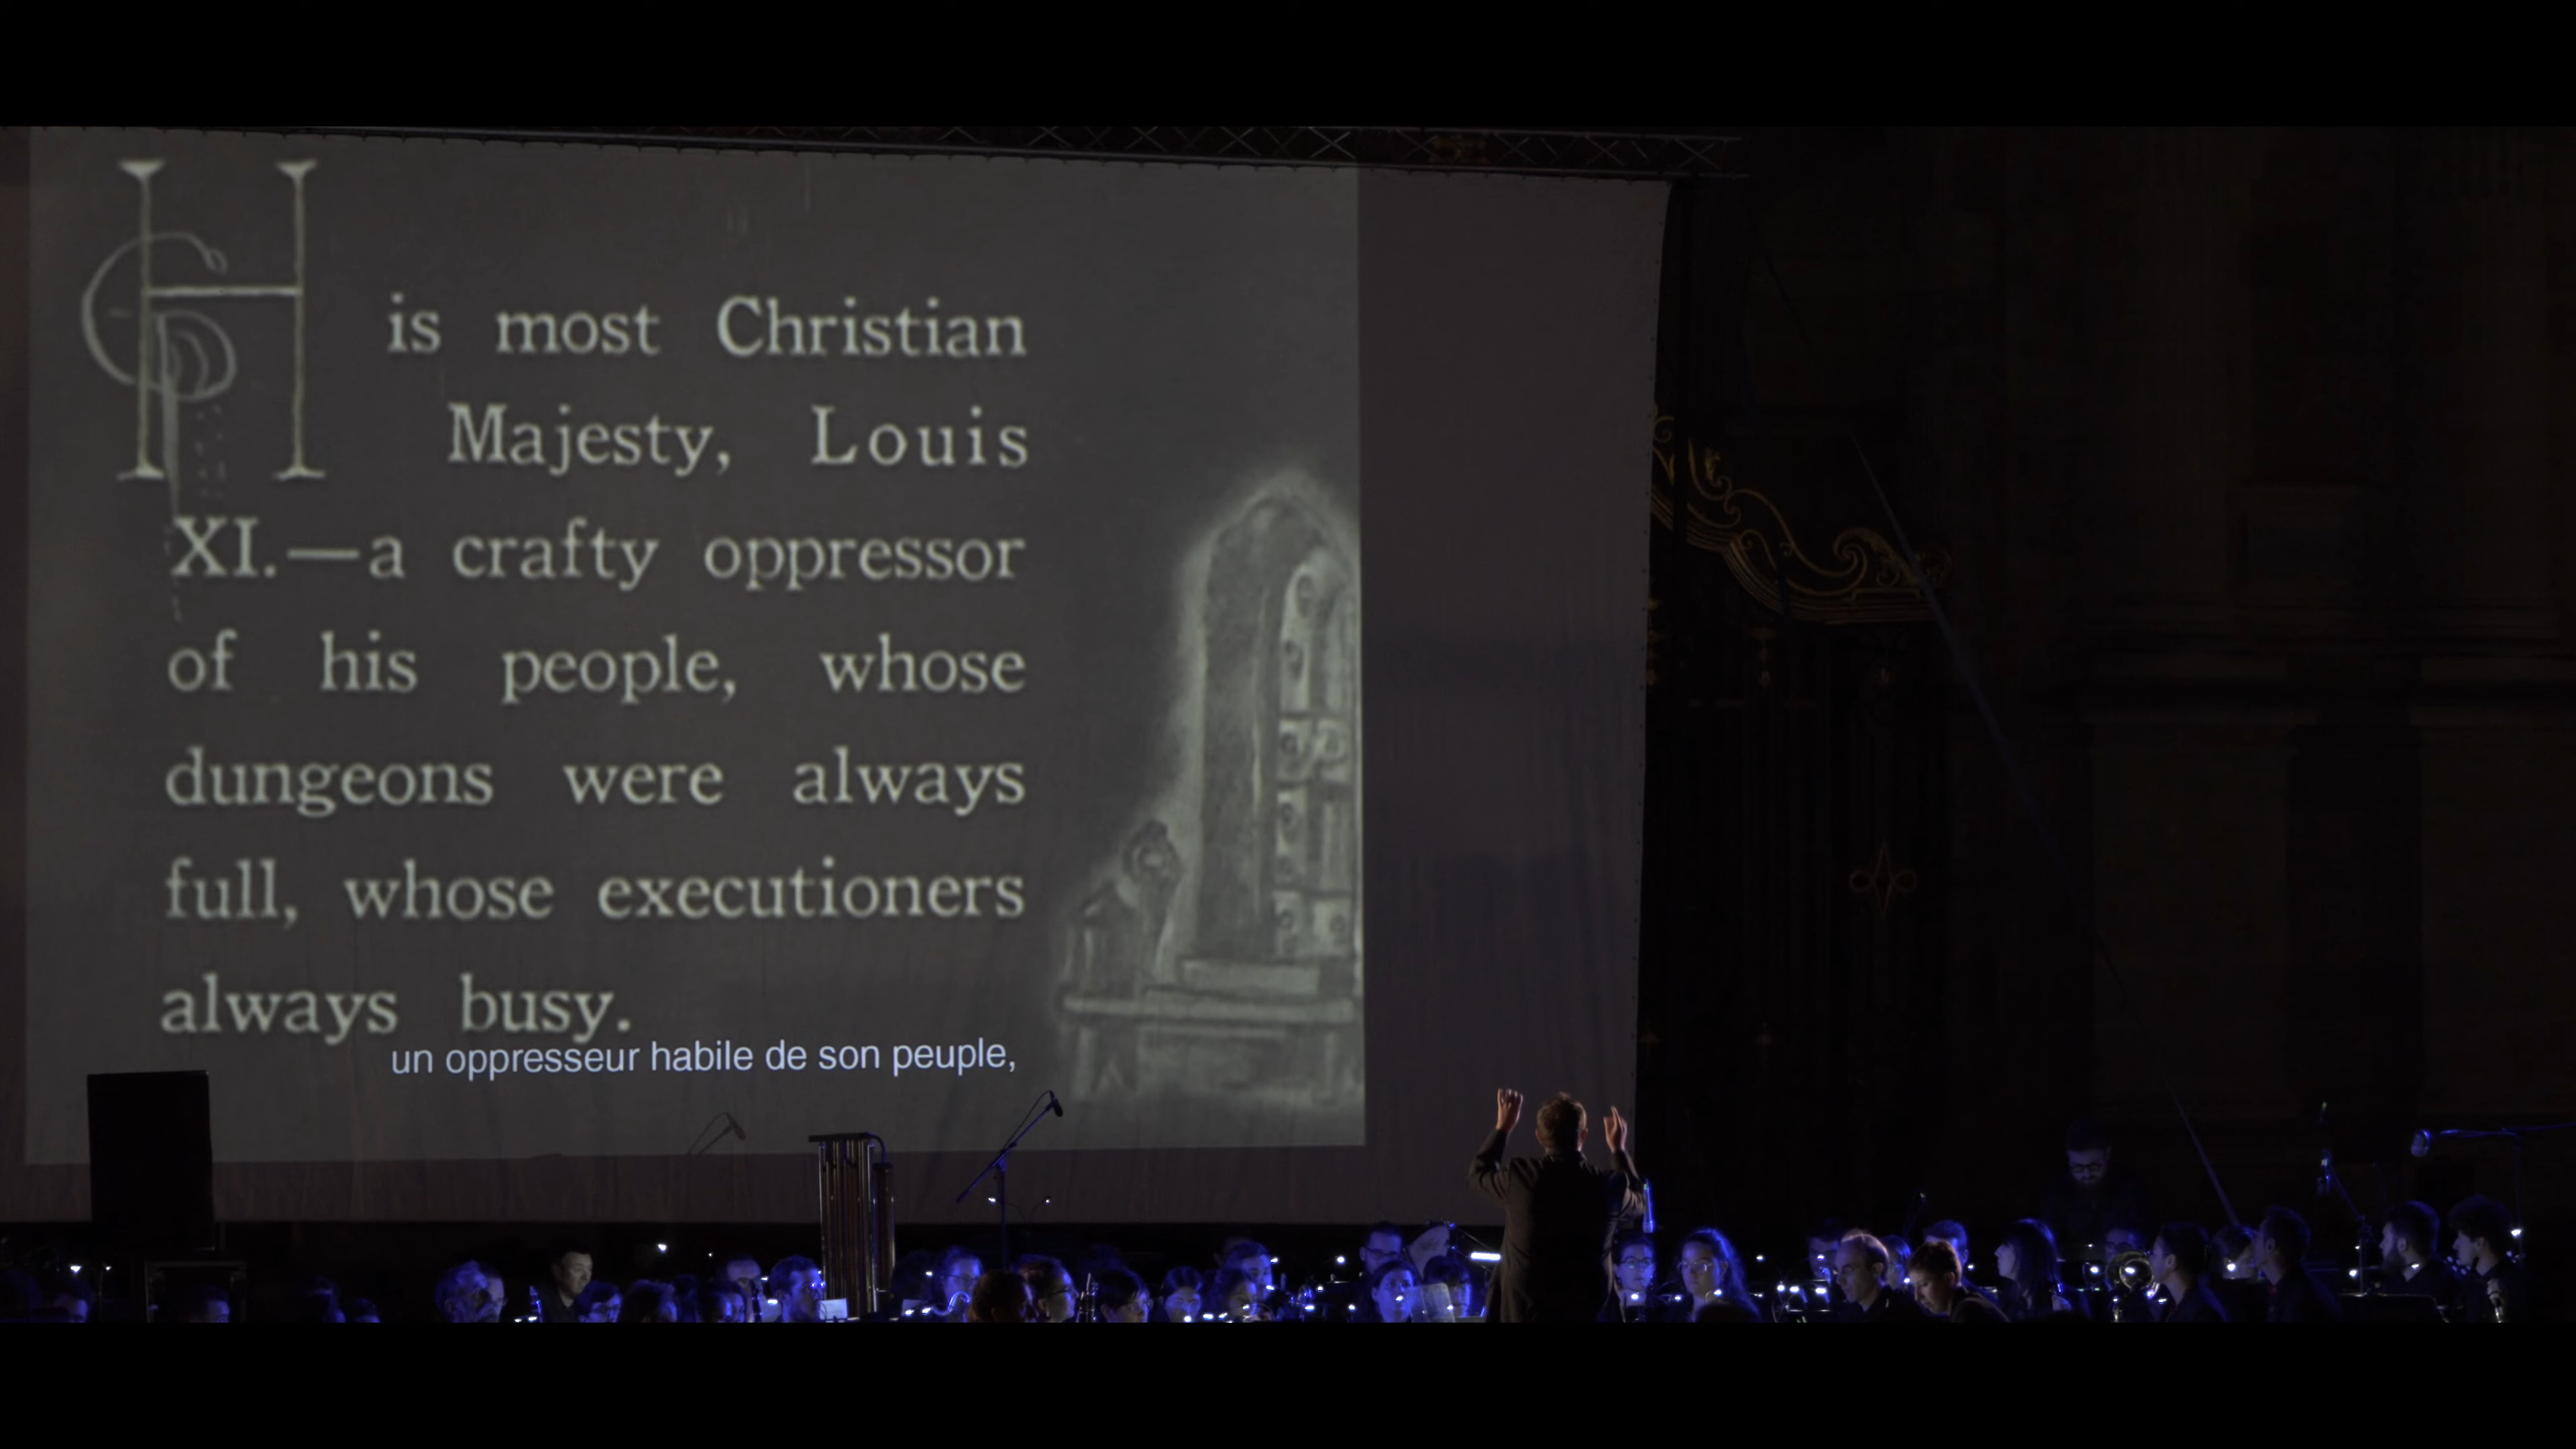 His most Christian
Majesty, Louis
XI.—a crafty oppressor
of his people, whose
dungeons were always
full, whose executioners
always busy.
un oppresseur habile de son peuple,